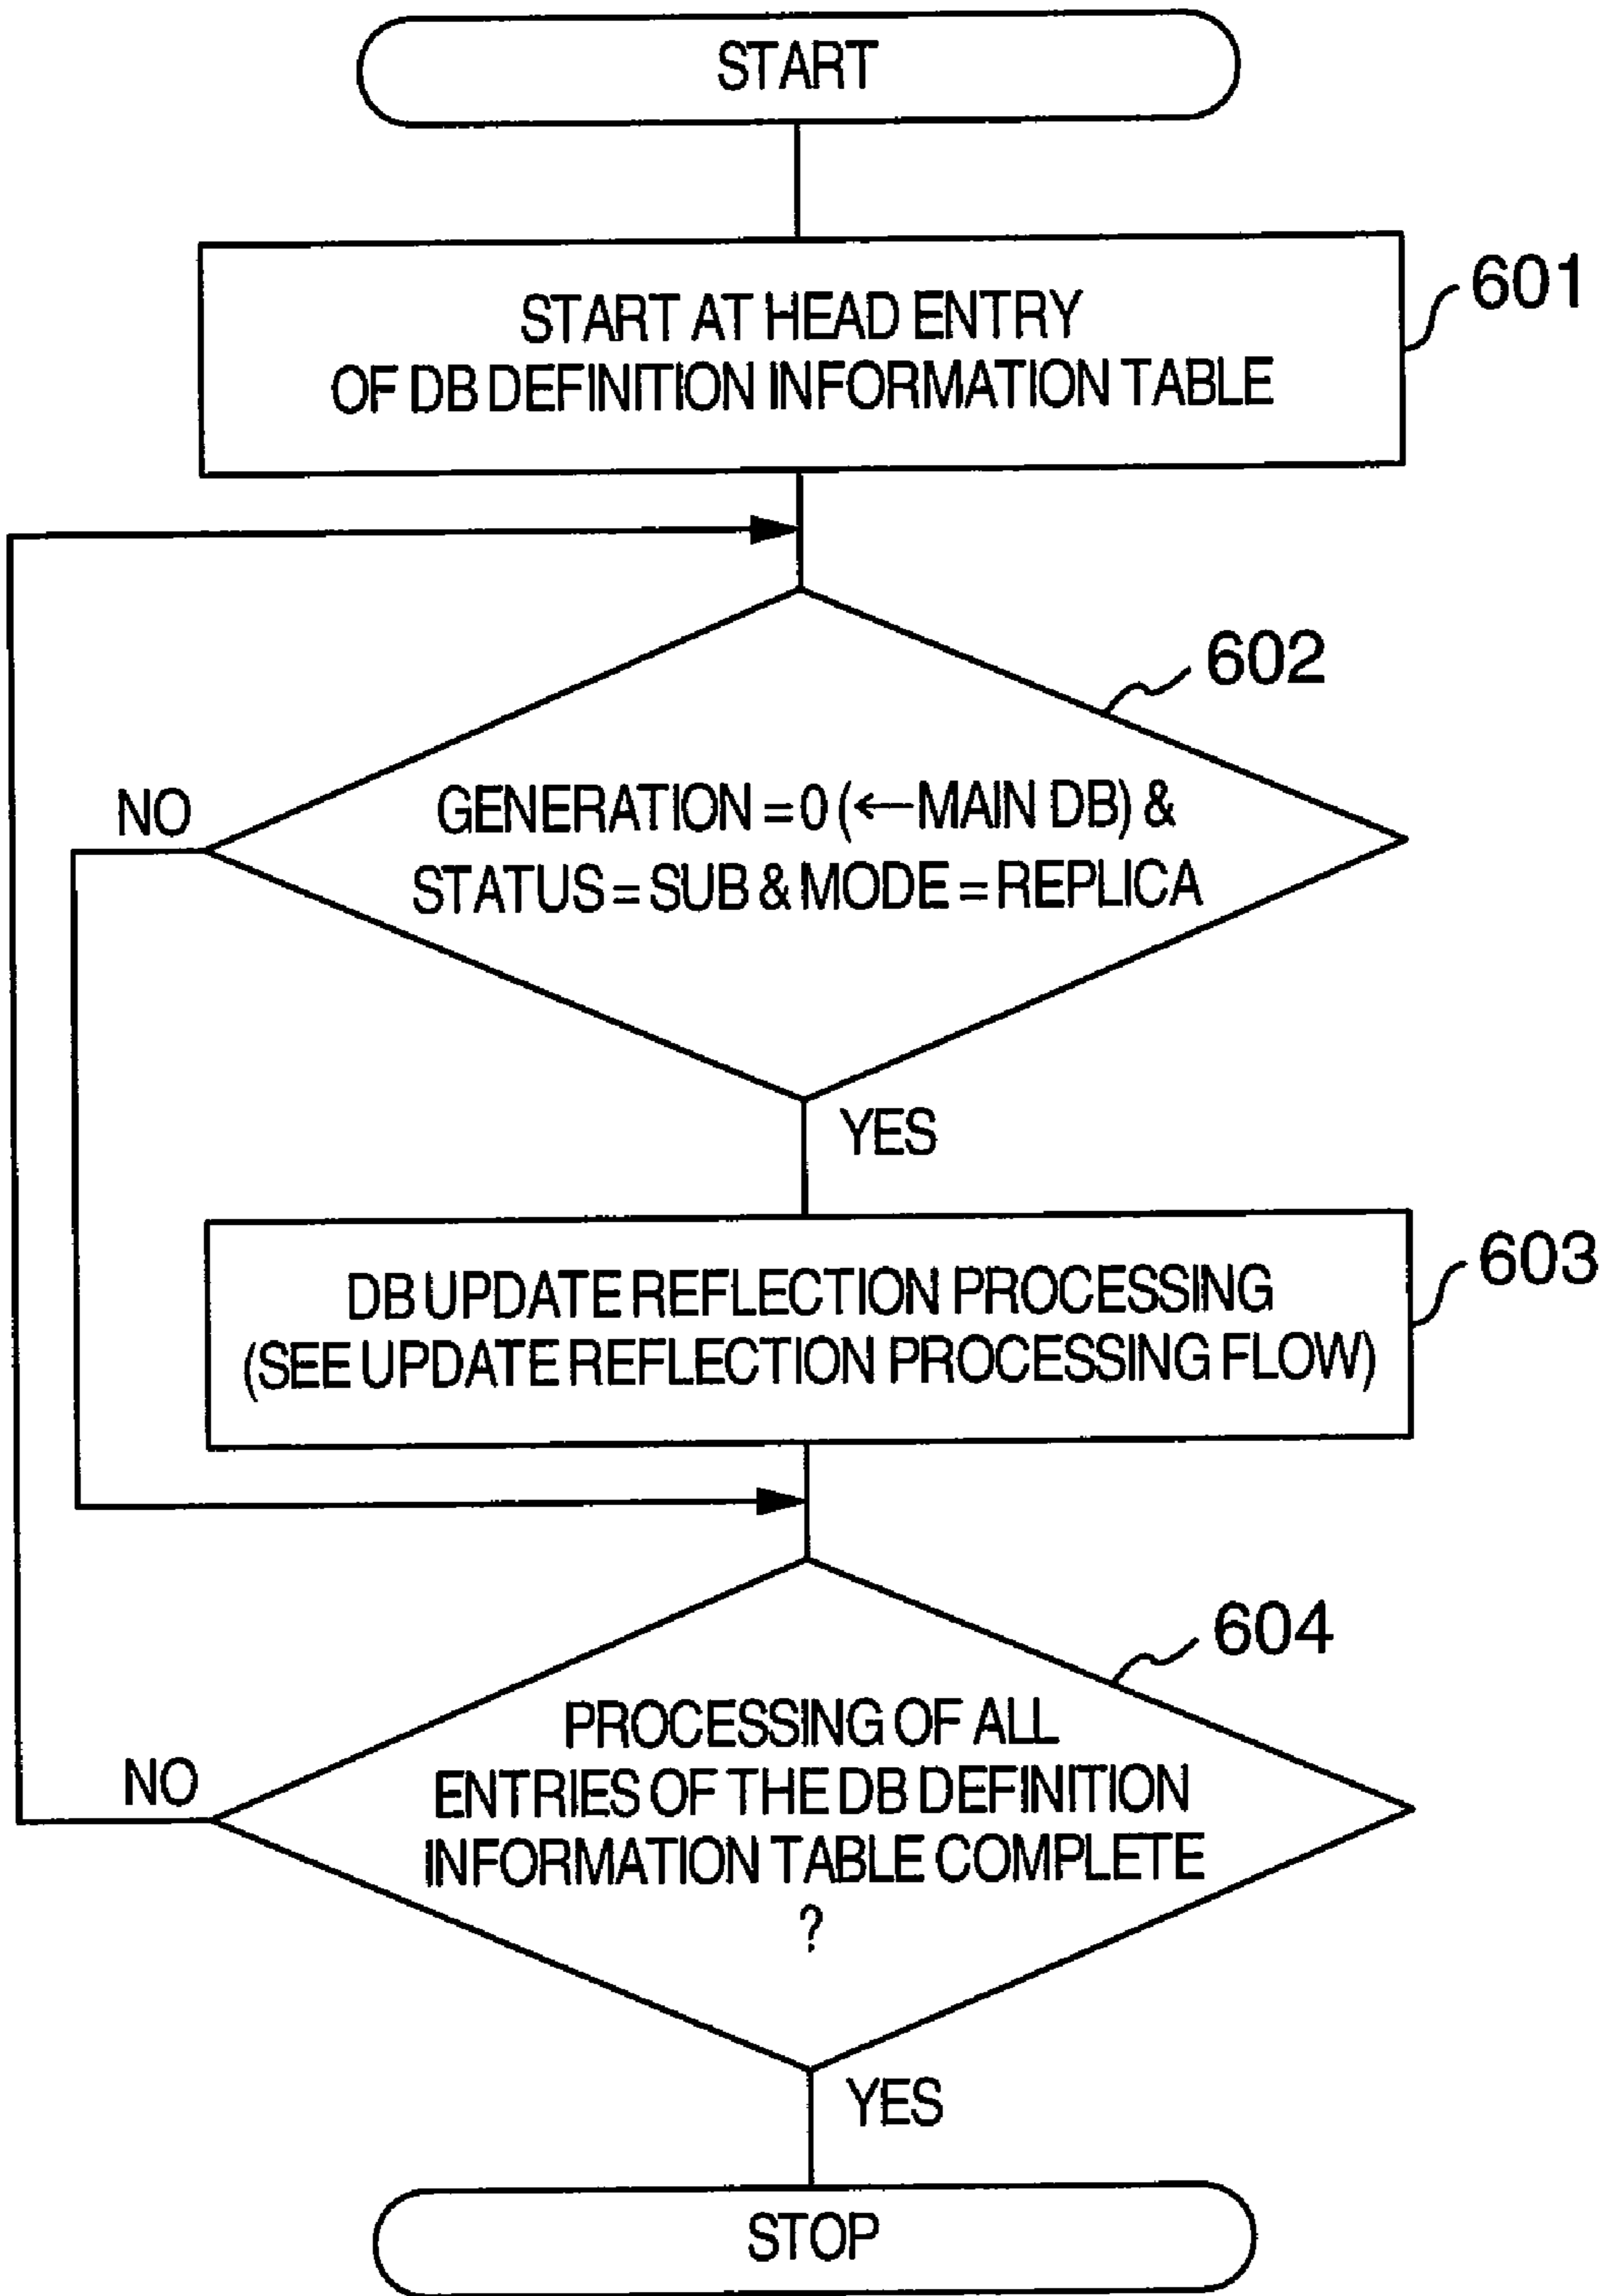 START
START AT HEAD ENTRY
OF DB DEFINITION INFORMATION TABLE
601
602
NO
GENERATION = 0 (←MAIN DB) &
STATUS = SUB & MODE = REPLICA
YES
603
DB UPDATE REFLECTION PROCESSING
(SEE UPDATE REFLECTION PROCESSING FLOW)
604
PROCESSING OF ALL
NO
ENTRIES OF THE DB DEFINITION
INFORMATION TABLE COMPLETE
?
YES
STOP